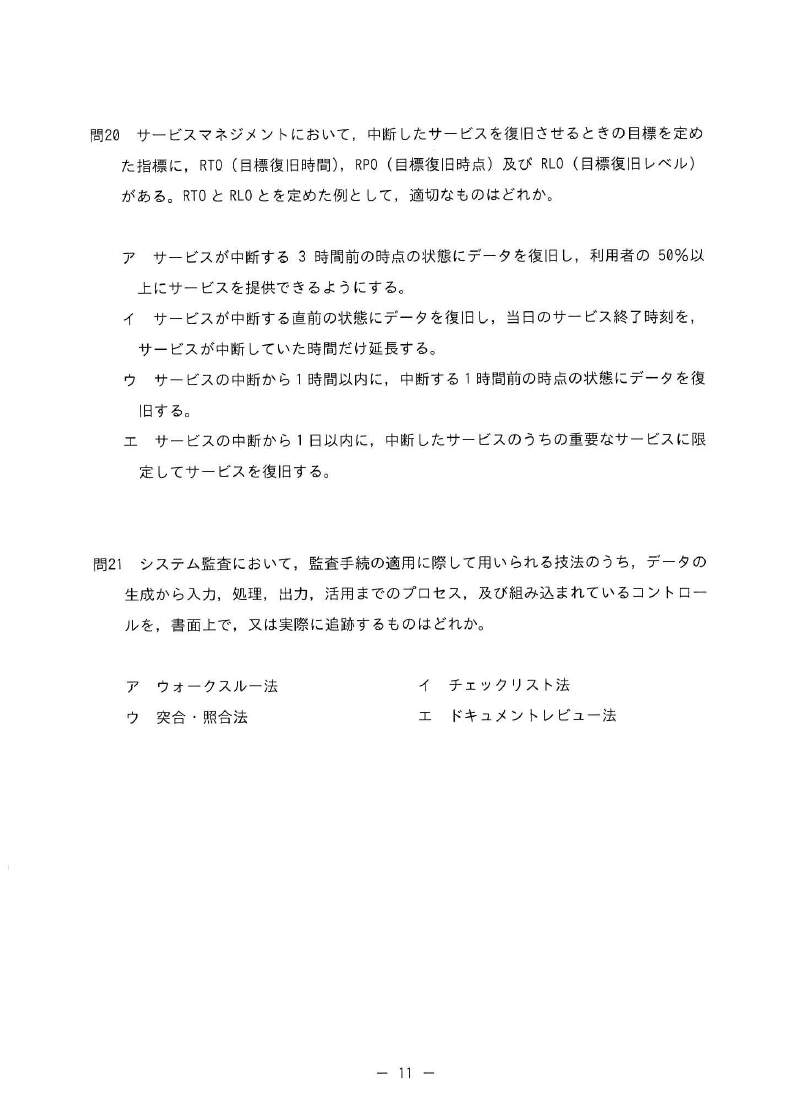 問20 サービスマネジメントにおいて，中断したサービスを復旧させるときの目標を定め
た指標に，RTO（目標復旧時間），RPO（目標復旧時点）及び RLO（目標復旧レベル）
がある。RTO と RLO とを定めた例として，適切なものはどれか。
ア サービスが中断する 3 時間前の時点の状態にデータを復旧し，利用者の 50％以
上にサービスを提供できるようにする。
イ サービスが中断する直前の状態にデータを復旧し，当日のサービス終了時刻を，
サービスが中断していた時間だけ延長する。
ウ サービスの中断から1時間以内に，中断する1時間前の時点の状態にデータを復
旧する。
エ サービスの中断から1日以内に，中断したサービスのうちの重要なサービスに限
定してサービスを復旧する。
問21 システム監査において，監査手続の適用に際して用いられる技法のうち，データの
生成から入力，処理，出力，活用までのプロセス，及び組み込まれているコントロー
ルを，書面上で，又は実際に追跡するものはどれか。
ア ウォークスルー法 イ チェックリスト法
ウ 突合・照合法 エ ドキュメントレビュー法
－ 11 －